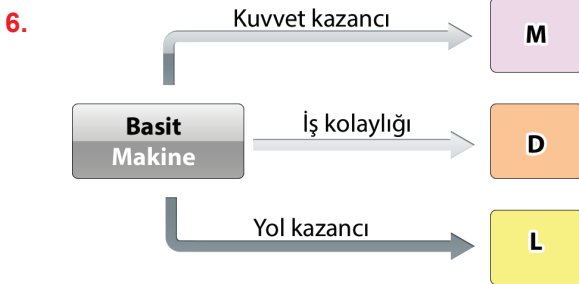 6.
Kuvvet kazancı
M
Basit
Makine
İş kolaylığı
D
Yol kazancı
L